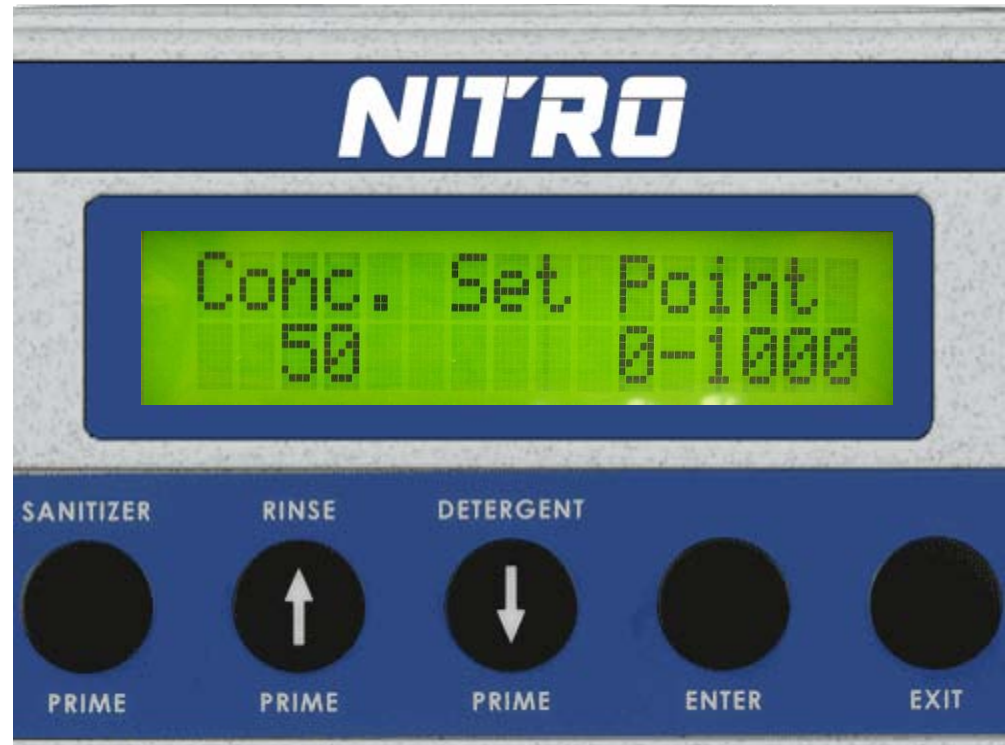 NITRO
Conc. Set Point
50 0-1000
SANITIZER RINSE DETERGENT
PRIME PRIME PRIME ENTER EXIT